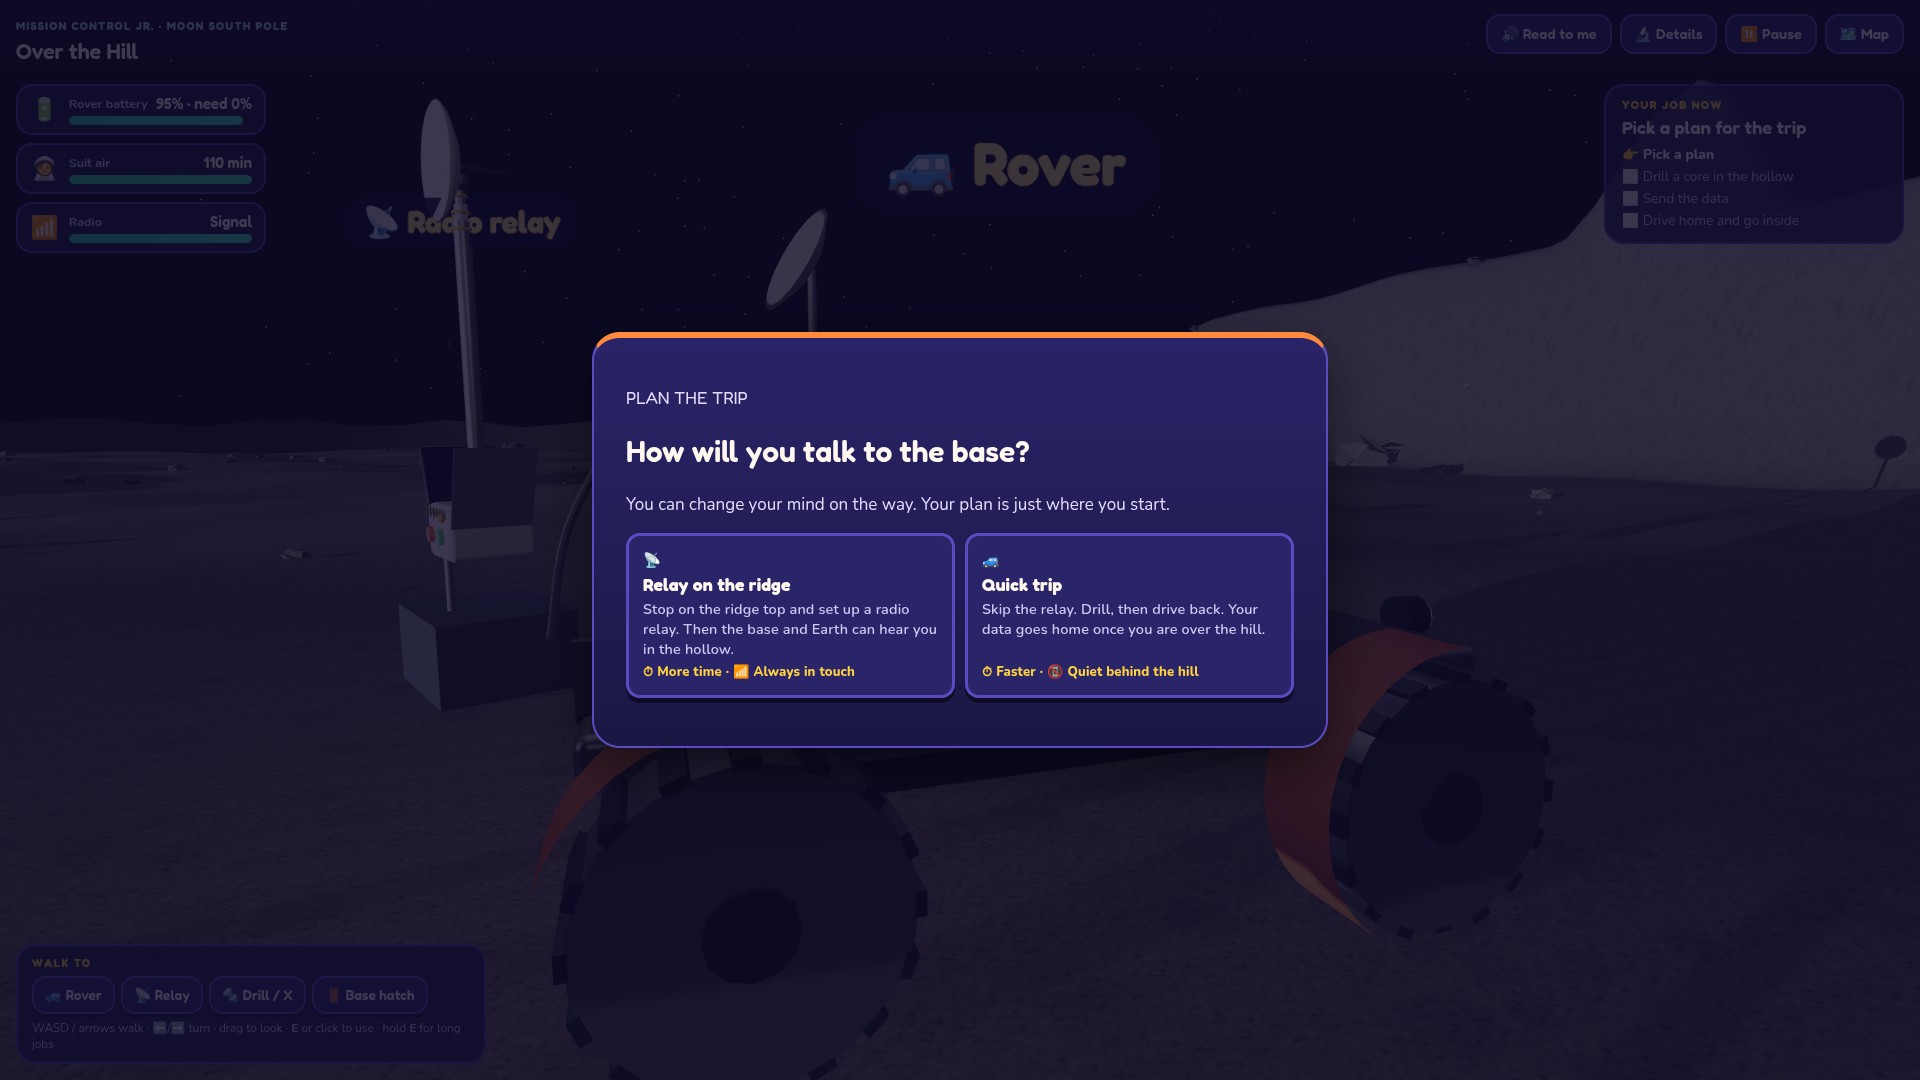 MISSION CONTROL JR. · MOON SOUTH POLE
Over the Hill
Read to me
Details
Pause
Map
Rover battery 95% · need 0%
Suit air 110 min
Radio Signal
Radio relay
Rover
YOUR JOB NOW
Pick a plan for the trip
Pick a plan
Drill a core in the hollow
Send the data
Drive home and go inside
PLAN THE TRIP
How will you talk to the base?
You can change your mind on the way. Your plan is just where you start.
Relay on the ridge
Stop on the ridge top and set up a radio
relay. Then the base and Earth can hear you
in the hollow.
⏱ More time · 📶 Always in touch
Quick trip
Skip the relay. Drill, then drive back. Your
data goes home once you are over the hill.
⏱ Faster · 📵 Quiet behind the hill
WALK TO
Rover
Relay
Drill / X
Base hatch
WASD / arrows walk · ⬅️/➡️ turn · drag to look · E or click to use · hold E for long
jobs